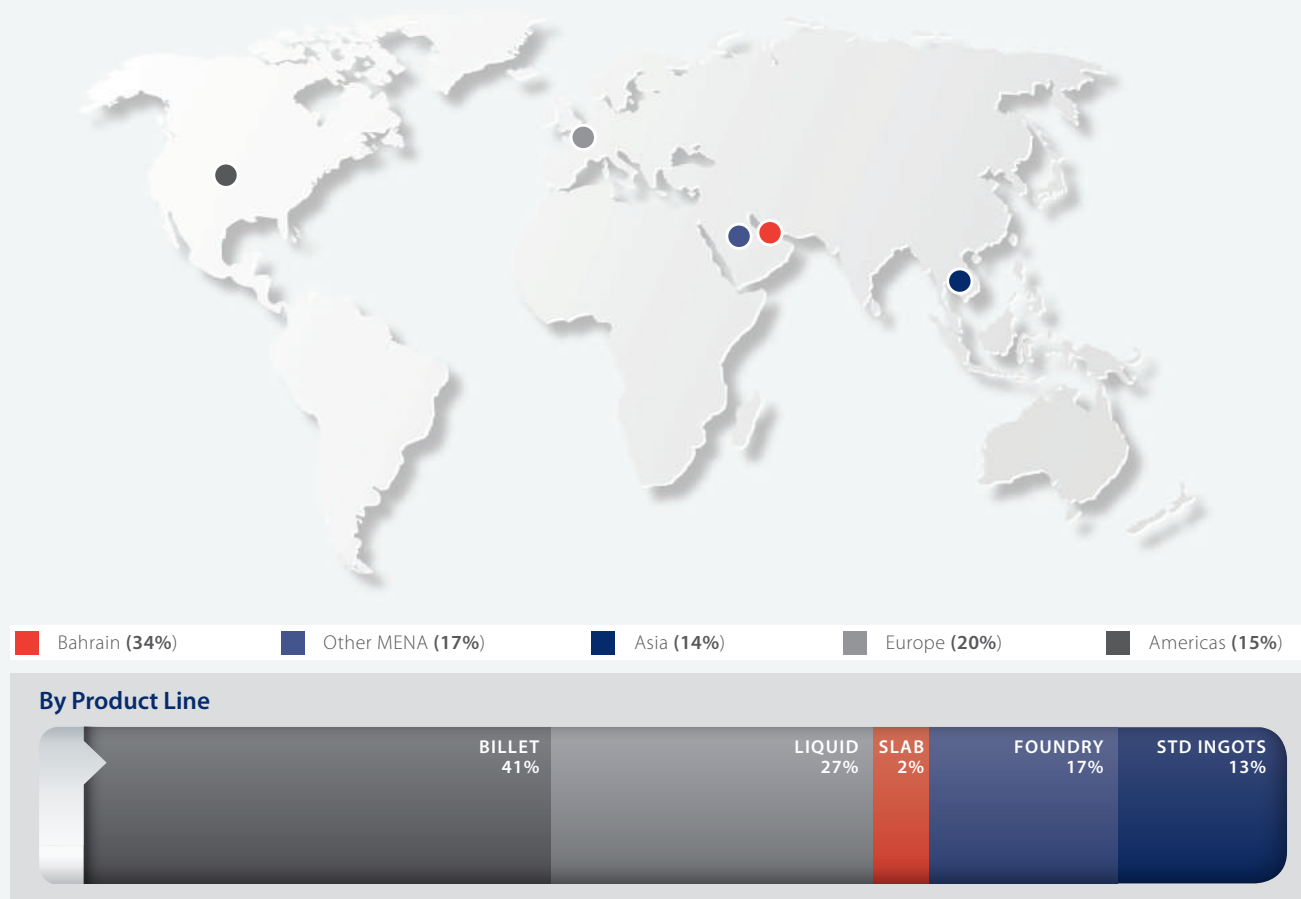 Bahrain (34%)
Other MENA (17%)
Asia (14%)
Europe (20%)
Americas (15%)
By Product Line
BILLET
41%
LIQUID
27%
SLAB
2%
FOUNDRY
17%
STD INGOTS
13%